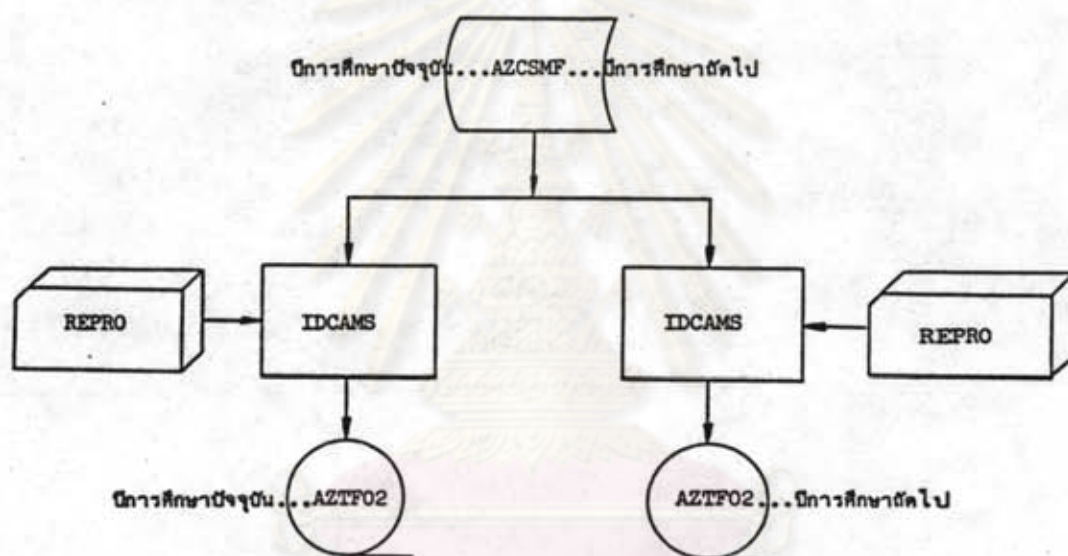 ปีการศึกษาปัจจุบัน...AZCSMF...ปีการศึกษาถัดไป
REPRO
IDCAMS
IDCAMS
REPRO
ปีการศึกษาปัจจุบัน...AZTF02
AZTF02...ปีการศึกษาถัดไป